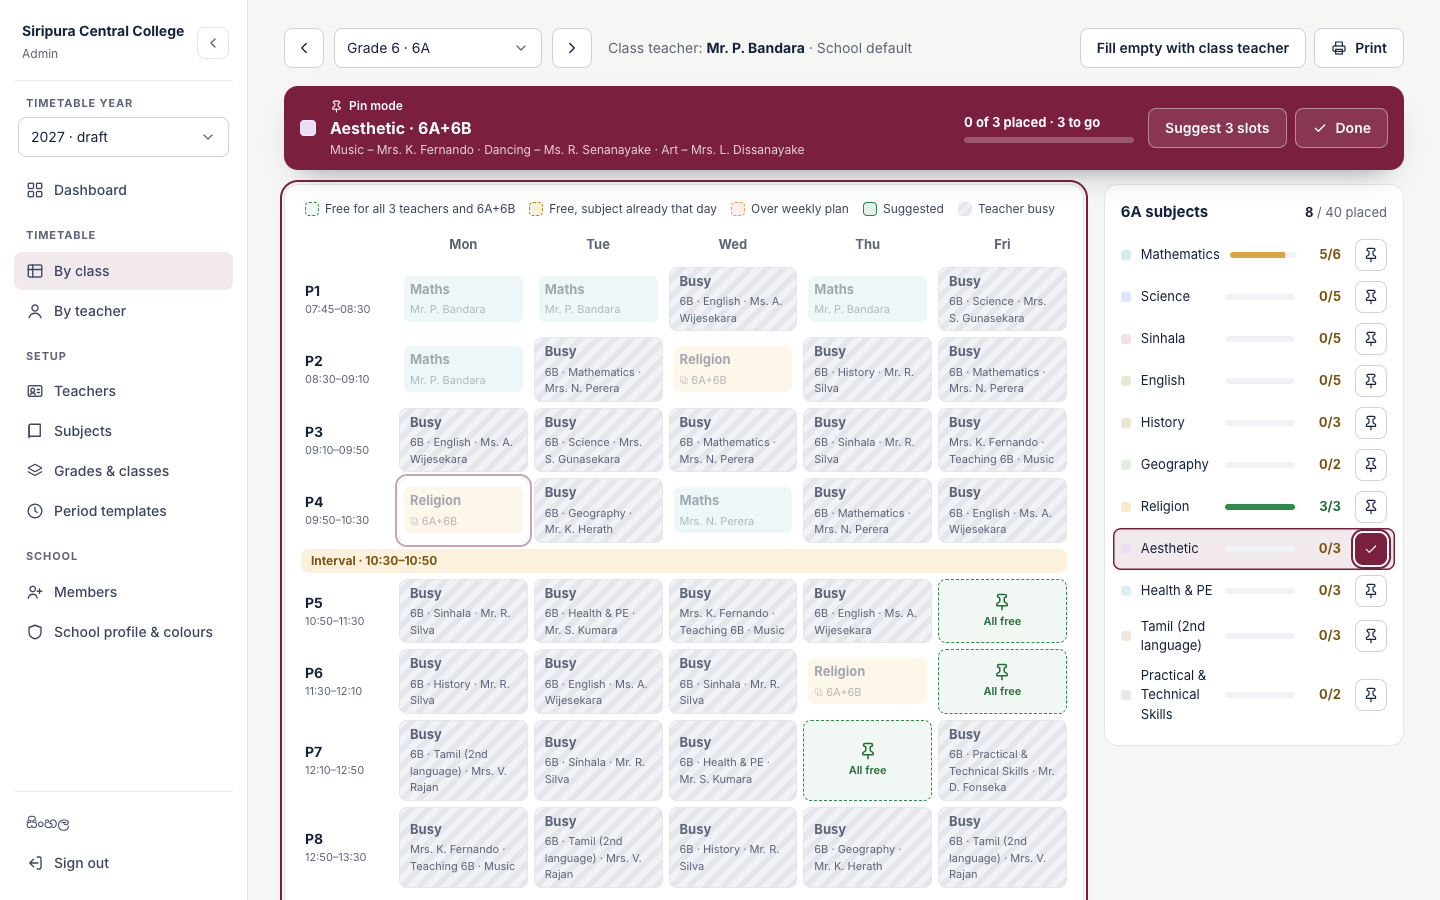 Siripura Central College
Admin
TIMETABLE YEAR
2027 · draft
Dashboard
TIMETABLE
By class
By teacher
SETUP
Teachers
Subjects
Grades & classes
Period templates
SCHOOL
Members
School profile & colours
සිංහල
Sign out
Grade 6 · 6A
Class teacher: Mr. P. Bandara · School default
Fill empty with class teacher
Print
Pin mode
Aesthetic · 6A+6B
Music – Mrs. K. Fernando · Dancing – Ms. R. Senanayake · Art – Mrs. L. Dissanayake
0 of 3 placed · 3 to go
Suggest 3 slots
Done
Free for all 3 teachers and 6A+6B
Free, subject already that day
Over weekly plan
Suggested
Teacher busy
Mon Tue Wed Thu Fri
P1
07:45–08:30
Maths
Mr. P. Bandara
Maths
Mr. P. Bandara
Busy
6B · English · Ms. A.
Wijesekara
Maths
Mr. P. Bandara
Busy
6B · Science · Mrs.
S. Gunasekara
P2
08:30–09:10
Maths
Mr. P. Bandara
Busy
6B · Mathematics ·
Mrs. N. Perera
Religion
6A+6B
Busy
6B · History · Mr. R.
Silva
Busy
6B · Mathematics ·
Mrs. N. Perera
P3
09:10–09:50
Busy
6B · English · Ms. A.
Wijesekara
Busy
6B · Science · Mrs.
S. Gunasekara
Busy
6B · Mathematics ·
Mrs. N. Perera
Busy
6B · Sinhala · Mr. R.
Silva
Busy
Mrs. K. Fernando ·
Teaching 6B · Music
P4
09:50–10:30
Religion
6A+6B
Busy
6B · Geography ·
Mr. K. Herath
Maths
Mrs. N. Perera
Busy
6B · Mathematics ·
Mrs. N. Perera
Busy
6B · English · Ms. A.
Wijesekara
Interval · 10:30–10:50
P5
10:50–11:30
Busy
6B · Sinhala · Mr. R.
Silva
Busy
6B · Health & PE ·
Mr. S. Kumara
Busy
Mrs. K. Fernando ·
Teaching 6B · Music
Busy
6B · English · Ms. A.
Wijesekara
All free
P6
11:30–12:10
Busy
6B · History · Mr. R.
Silva
Busy
6B · English · Ms. A.
Wijesekara
Busy
6B · Sinhala · Mr. R.
Silva
Religion
6A+6B
All free
P7
12:10–12:50
Busy
6B · Tamil (2nd
language) · Mrs. V.
Rajan
Busy
6B · Sinhala · Mr. R.
Silva
Busy
6B · Health & PE ·
Mr. S. Kumara
All free
Busy
6B · Practical &
Technical Skills · Mr.
D. Fonseka
P8
12:50–13:30
Busy
Mrs. K. Fernando ·
Teaching 6B · Music
Busy
6B · Tamil (2nd
language) · Mrs. V.
Rajan
Busy
6B · History · Mr. R.
Silva
Busy
6B · Geography ·
Mr. K. Herath
Busy
6B · Tamil (2nd
language) · Mrs. V.
Rajan
6A subjects
8 / 40 placed
Mathematics 5/6
Science 0/5
Sinhala 0/5
English 0/5
History 0/3
Geography 0/2
Religion 3/3
Aesthetic 0/3
Health & PE 0/3
Tamil (2nd
language) 0/3
Practical &
Technical 0/2
Skills